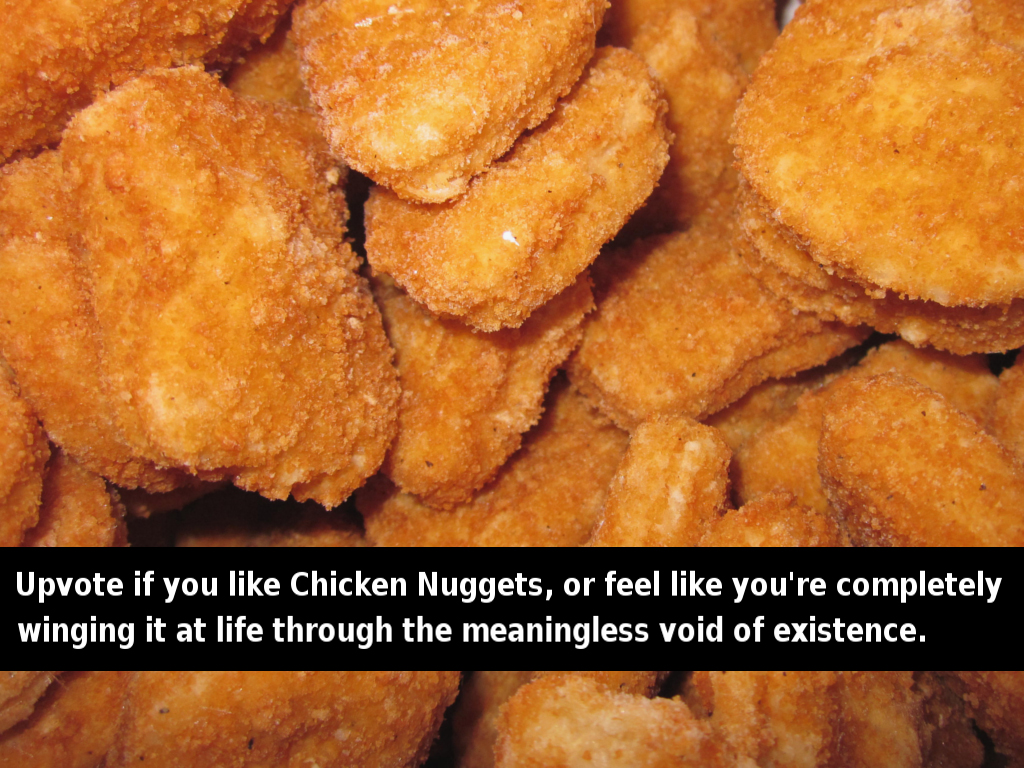 Upvote if you like Chicken Nuggets, or feel like you're completely
winging it at life through the meaningless void of existence.